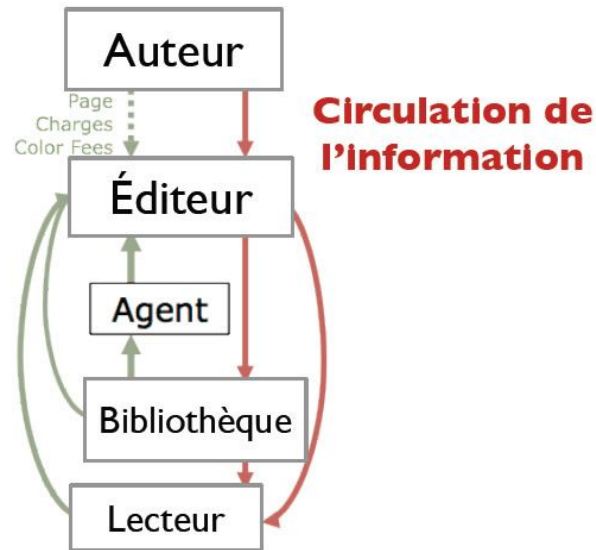 Auteur
Page
Charges
Color Fees
Circulation de
l'information
Éditeur
Agent
Bibliothèque
Lecteur